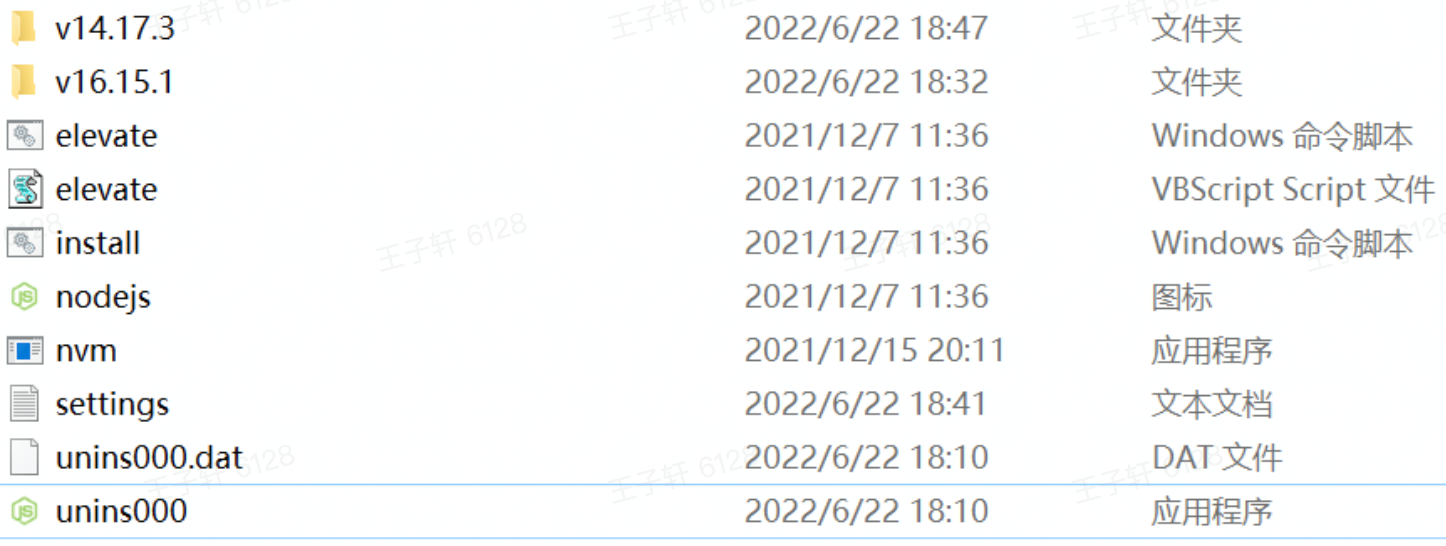 v14.17.3 2022/6/22 18:47 文件夹
v16.15.1 2022/6/22 18:32 文件夹
elevate 2021/12/7 11:36 Windows 命令脚本
elevate 2021/12/7 11:36 VBScript Script 文件
install 2021/12/7 11:36 Windows 命令脚本
nodejs 2021/12/7 11:36 图标
nvm 2021/12/15 20:11 应用程序
settings 2022/6/22 18:41 文本文档
unins000.dat 2022/6/22 18:10 DAT 文件
unins000 2022/6/22 18:10 应用程序
王子轩 6128